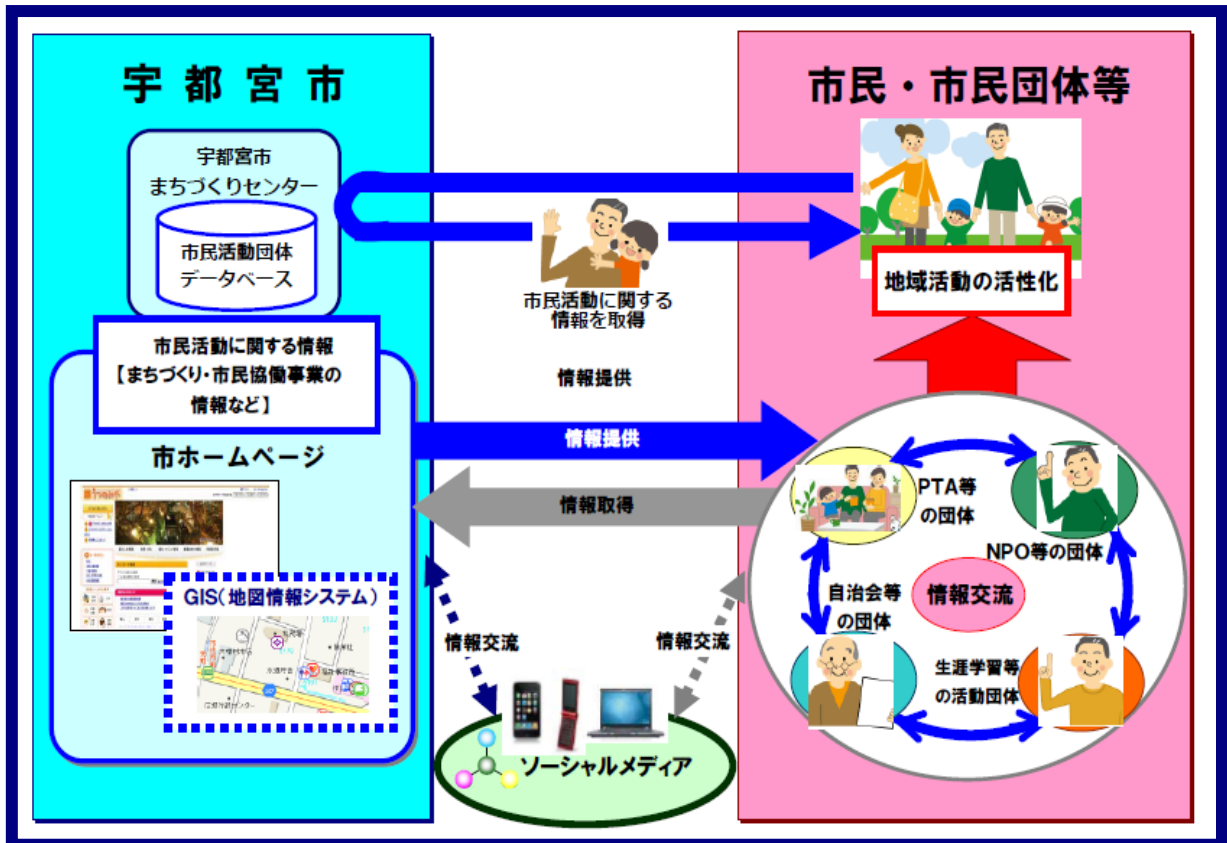 宇都宮市
市民・市民団体等
宇都宮市
まちづくりセンター
市民活動団体
データベース
市民活動に関する
情報を取得
地域活動の活性化
市民活動に関する情報
【まちづくり・市民協働事業の
情報など】
情報提供
情報提供
情報取得
市ホームページ
GIS(地図情報システム)
情報交流
情報交流
ソーシャルメディア
PTA等
の団体
NPO等の団体
自治会等
の団体
情報交流
生涯学習等
の活動団体